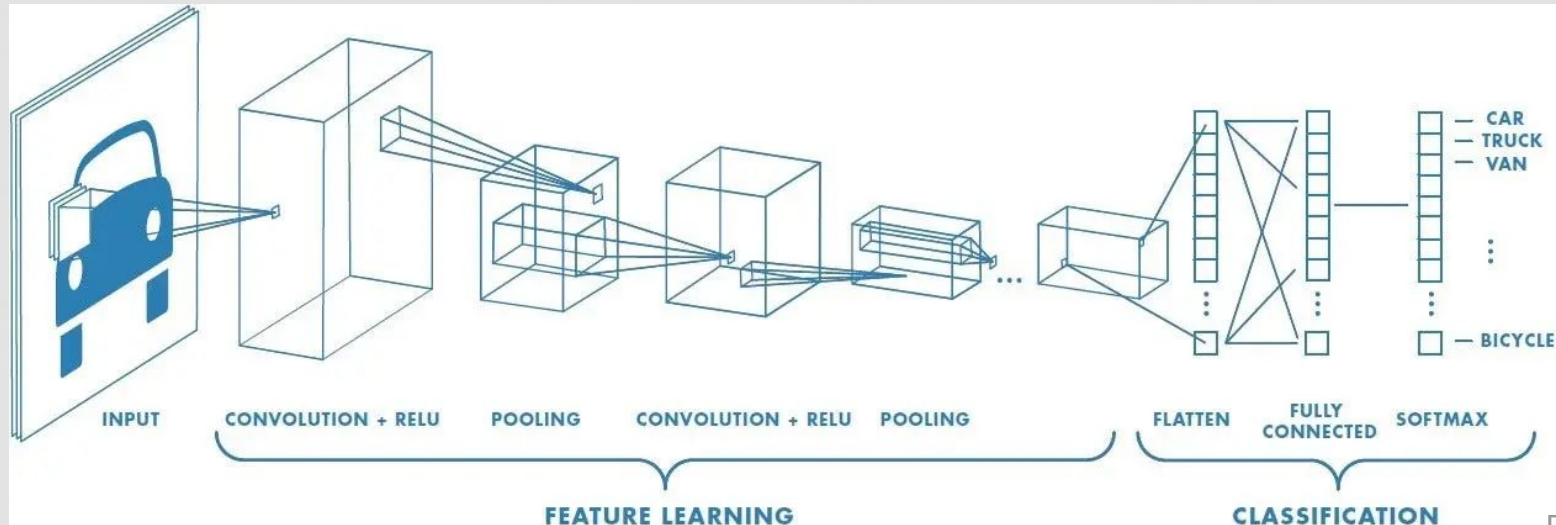 CAR
TRUCK
VAN
BICYCLE
INPUT
CONVOLUTION + RELU
POOLING
CONVOLUTION + RELU
POOLING
FLATTEN
FULLY
CONNECTED
SOFTMAX
FEATURE LEARNING
CLASSIFICATION